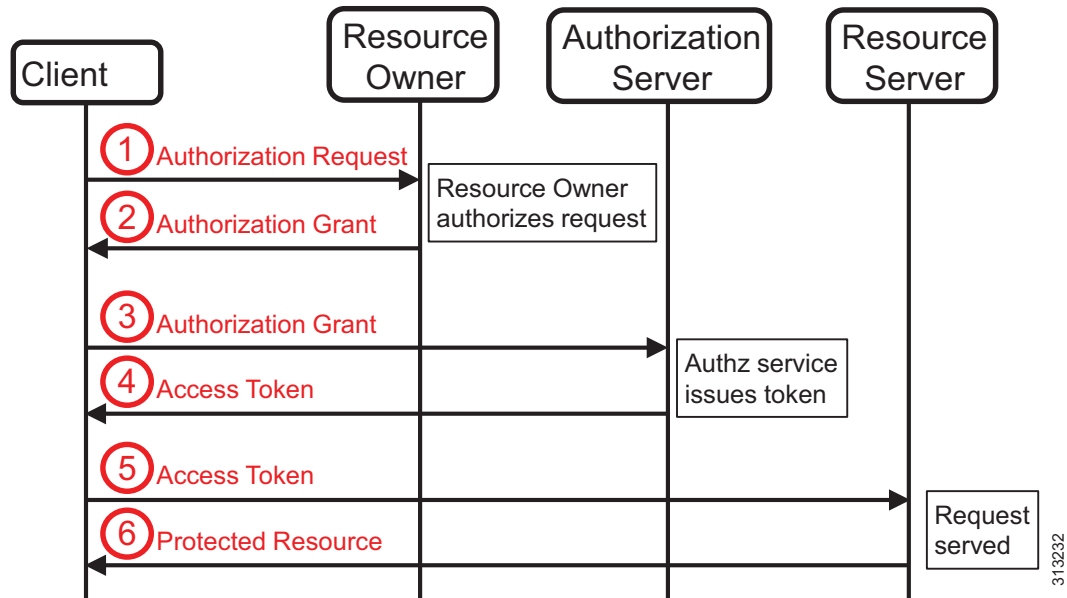 Client
Resource
Owner
Authorization
Server
Resource
Server
1 Authorization Request
Resource Owner
authorizes request
2 Authorization Grant
3 Authorization Grant
Authz service
issues token
4 Access Token
5 Access Token
Request
served
6 Protected Resource
313232